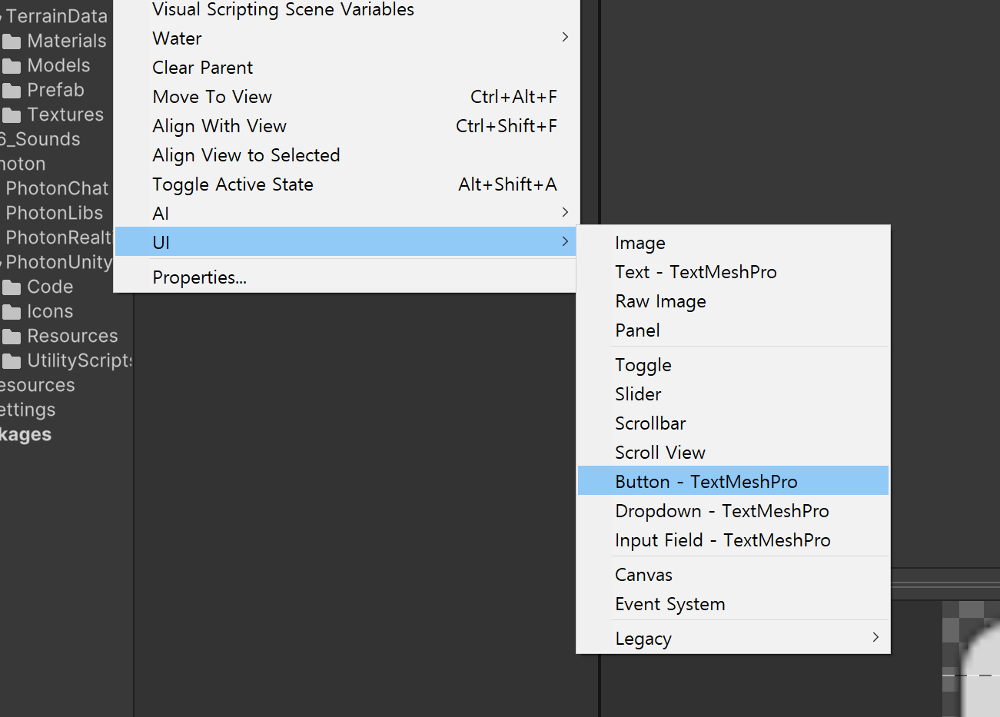 TerrainData
Materials
Models
Prefab
Textures
6_Sounds
hoton
PhotonChat
PhotonLibs
PhotonRealt
PhotonUnity
Code
Icons
Resources
UtilityScripts
esources
ettings
kages
Visual Scripting Scene Variables
Water
Clear Parent
Move To View Ctrl+Alt+F
Align With View Ctrl+Shift+F
Align View to Selected
Toggle Active State Alt+Shift+A
AI
UI
Properties...
Image
Text - TextMeshPro
Raw Image
Panel
Toggle
Slider
Scrollbar
Scroll View
Button - TextMeshPro
Dropdown - TextMeshPro
Input Field - TextMeshPro
Canvas
Event System
Legacy